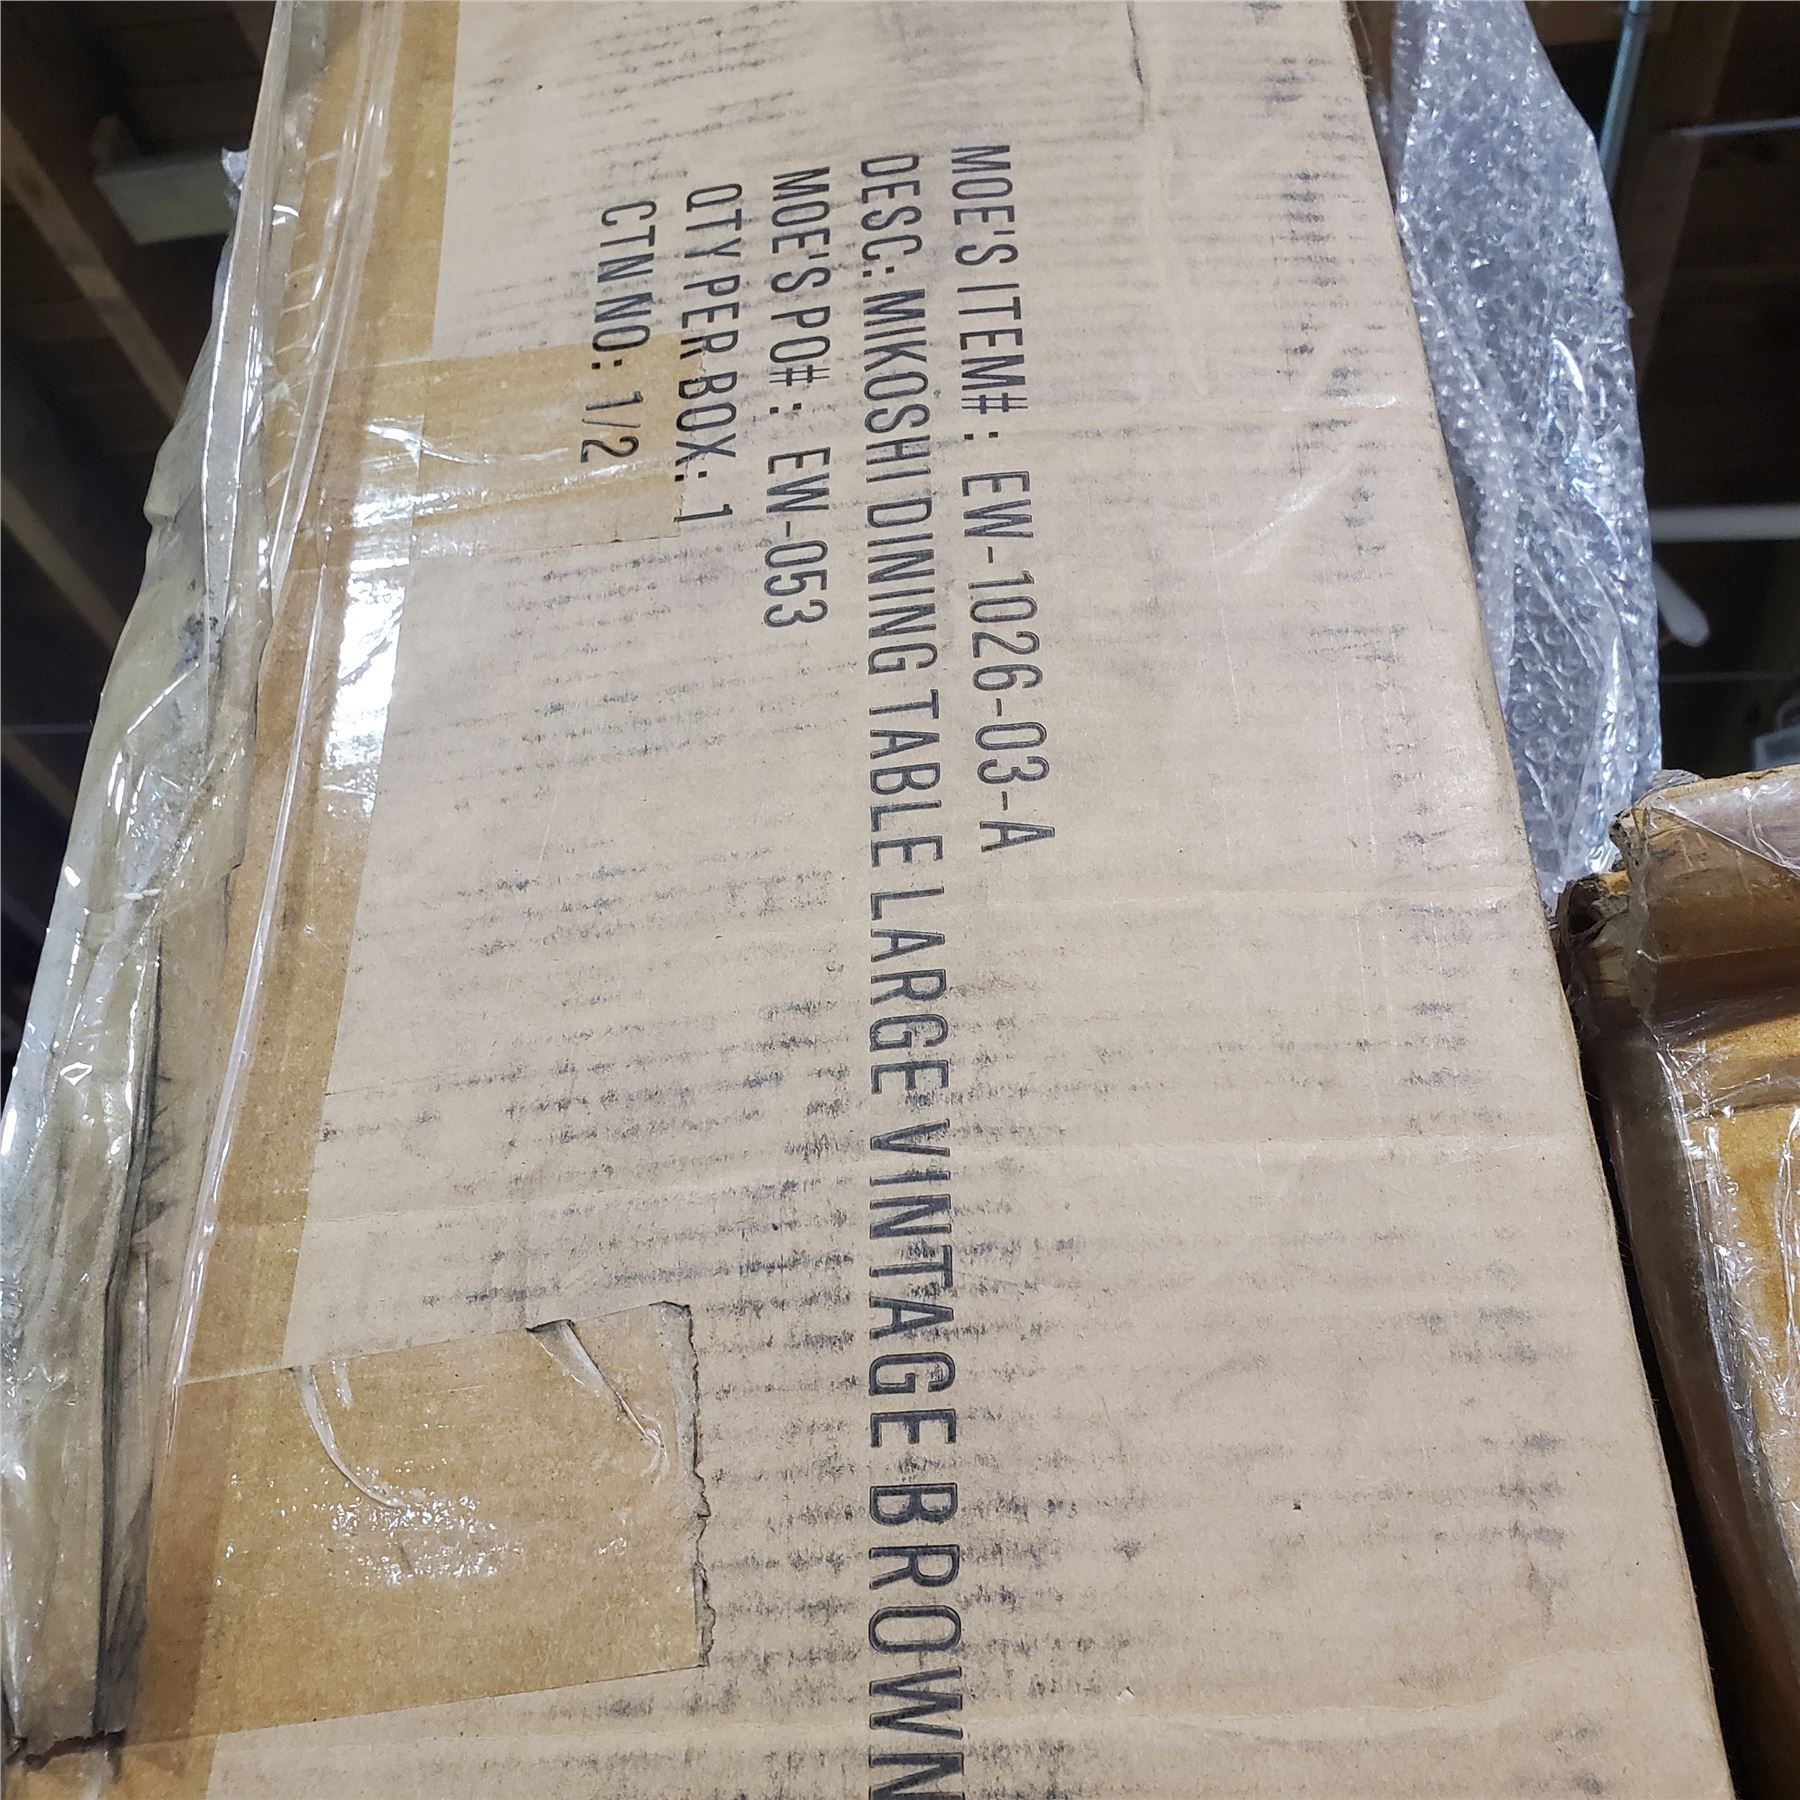 MOE'S ITEM# : EW-1026-03-A
DESC: MIKOSHI DINING TABLE LARGE VINTAGE BROWN
MOE'S PO# : EW-053
QTY PER BOX: 1
CTN NO: 1/2